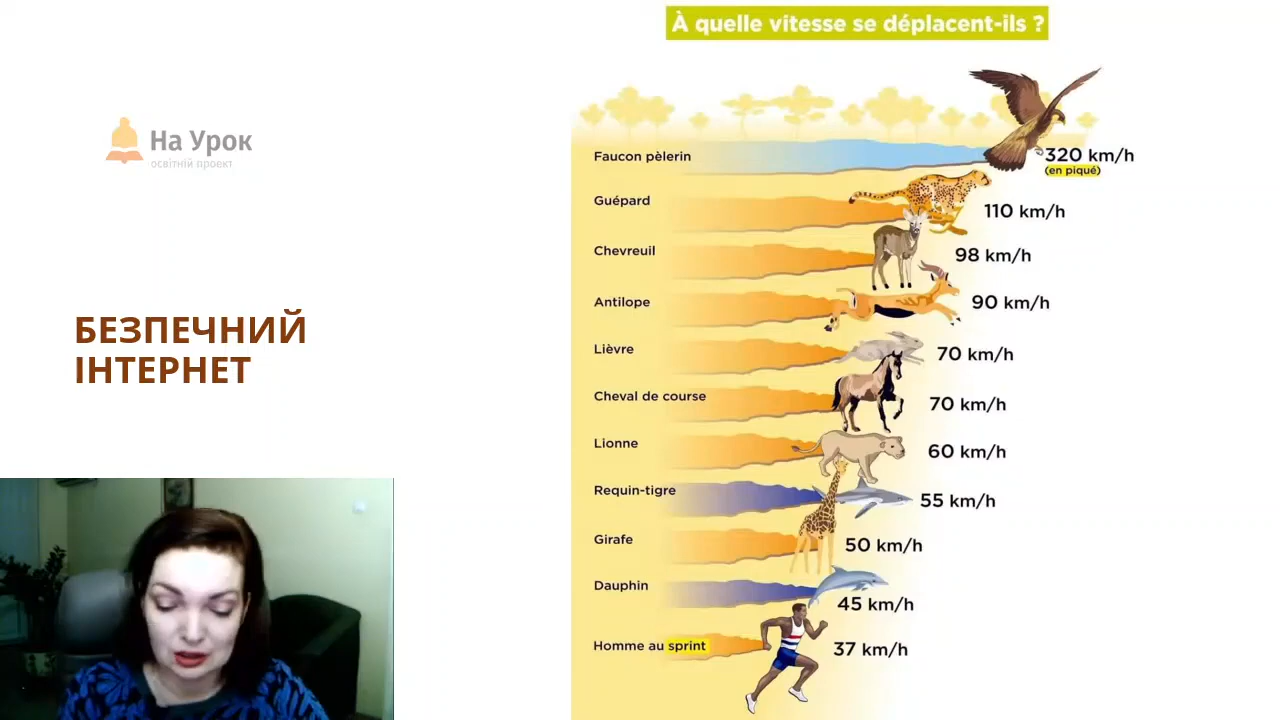 À quelle vitesse se déplacent-ils ?
На Урок
освітній проект
БЕЗПЕЧНИЙ
ІНТЕРНЕТ
Faucon pèlerin
320 km/h
(en piqué)
Guépard
110 km/h
Chevreuil
98 km/h
Antilope
90 km/h
Lièvre
70 km/h
Cheval de course
70 km/h
Lionne
60 km/h
Requin-tigre
55 km/h
Girafe
50 km/h
Dauphin
45 km/h
Homme au sprint
37 km/h